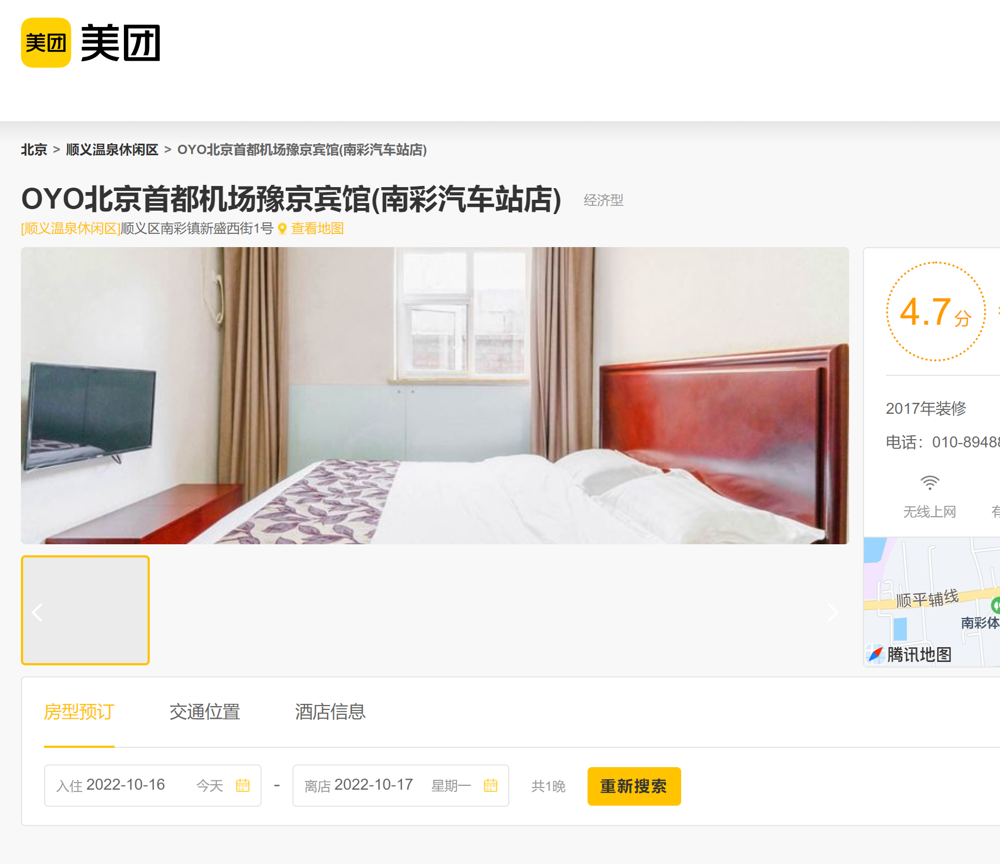 美团 美团
北京 > 顺义温泉休闲区 > OYO北京首都机场豫京宾馆(南彩汽车站店)
OYO北京首都机场豫京宾馆(南彩汽车站店) 经济型
[顺义温泉休闲区]顺义区南彩镇新盛西街1号 查看地图
4.7分
2017年装修
电话：010-8948
无线上网 有
顺平辅线
南彩体
腾讯地图
房型预订 交通位置 酒店信息
入住 2022-10-16 今天 - 离店 2022-10-17 星期一 共1晚 重新搜索